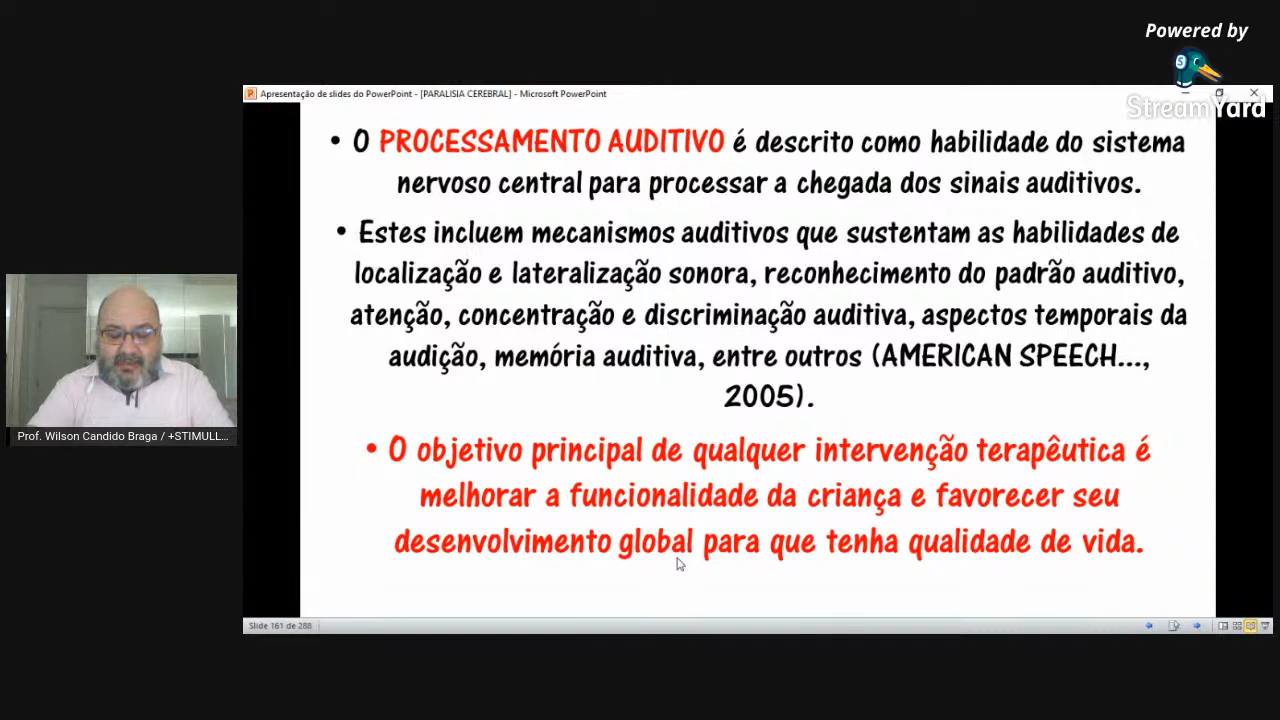 Powered by
StreamYard
Apresentação de slides do PowerPoint - [PARALISIA CEREBRAL] - Microsoft PowerPoint
• O PROCESSAMENTO AUDITIVO é descrito como habilidade do sistema
nervoso central para processar a chegada dos sinais auditivos.
• Estes incluem mecanismos auditivos que sustentam as habilidades de
localização e lateralização sonora, reconhecimento do padrão auditivo,
atenção, concentração e discriminação auditiva, aspectos temporais da
audição, memória auditiva, entre outros (AMERICAN SPEECH...,
2005).
• O objetivo principal de qualquer intervenção terapêutica é
melhorar a funcionalidade da criança e favorecer seu
desenvolvimento global para que tenha qualidade de vida.
Prof. Wilson Candido Braga / +STIMULL...
Slide 161 de 288